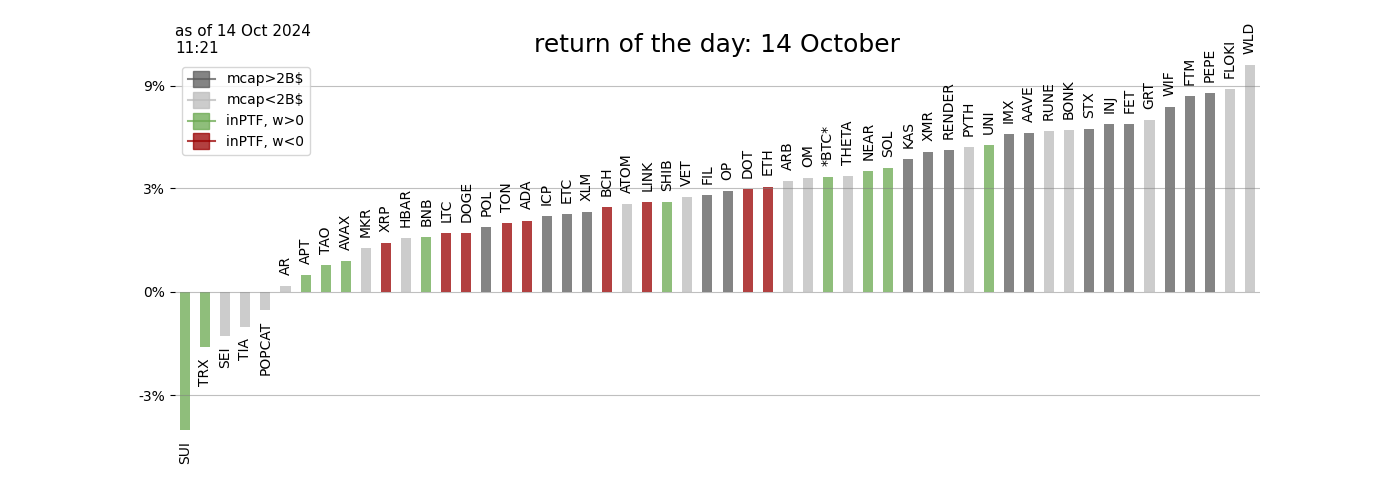 as of 14 Oct 2024
11:21
return of the day: 14 October
mcap>2B$
mcap<2B$
inPTF, w>0
inPTF, w<0
9%
3%
0%
-3%
SUI
TRX
SEI
TIA
POPCAT
AR
APT
TAO
AVAX
MKR
XRP
HBAR
BNB
LTC
DOGE
POL
TON
ADA
ICP
ETC
XLM
BCH
ATOM
LINK
SHIB
VET
FIL
OP
DOT
ETH
ARB
OM
*BTC*
THETA
NEAR
SOL
KAS
XMR
RENDER
PYTH
UNI
IMX
AAVE
RUNE
BONK
STX
INJ
FET
GRT
WIF
FTM
PEPE
FLOKI
WLD